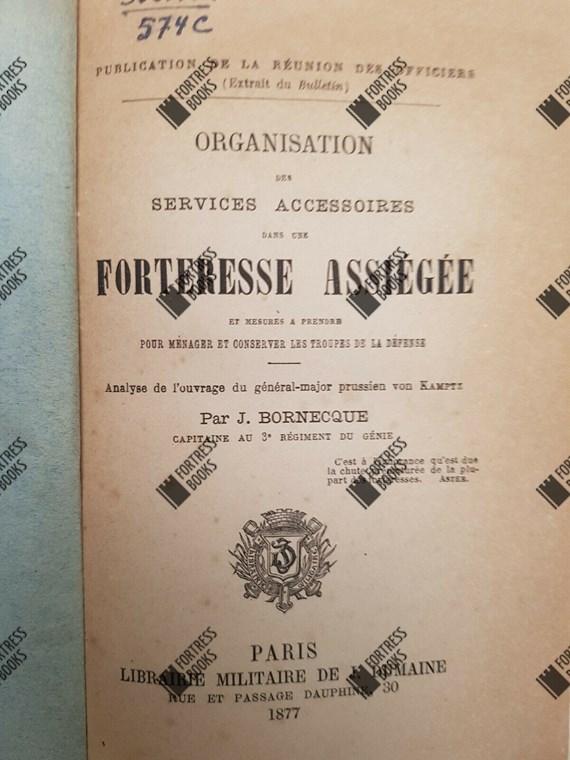 574C
PUBLICATION DE LA RÉUNION DES OFFICIERS
(Extrait du Bulletin)
ORGANISATION
DES
SERVICES ACCESSOIRES
DANS UNE
FORTERESSE ASSIÉGÉE
ET MESURES A PRENDRE
POUR MÉNAGER ET CONSERVER LES TROUPES DE LA DÉFENSE
Analyse de l'ouvrage du général-major prussien von KAMPTZ
Par J. BORNECQUE
CAPITAINE AU 3e RÉGIMENT DU GÉNIE
C'est à l'ignorance qu'est due
la chute prématurée de la plu-
part des forteresses. ASTER.
PARIS
LIBRAIRIE MILITAIRE DE J. DUMAINE
RUE ET PASSAGE DAUPHINE, 30
1877
FORTRESS
BOOKS